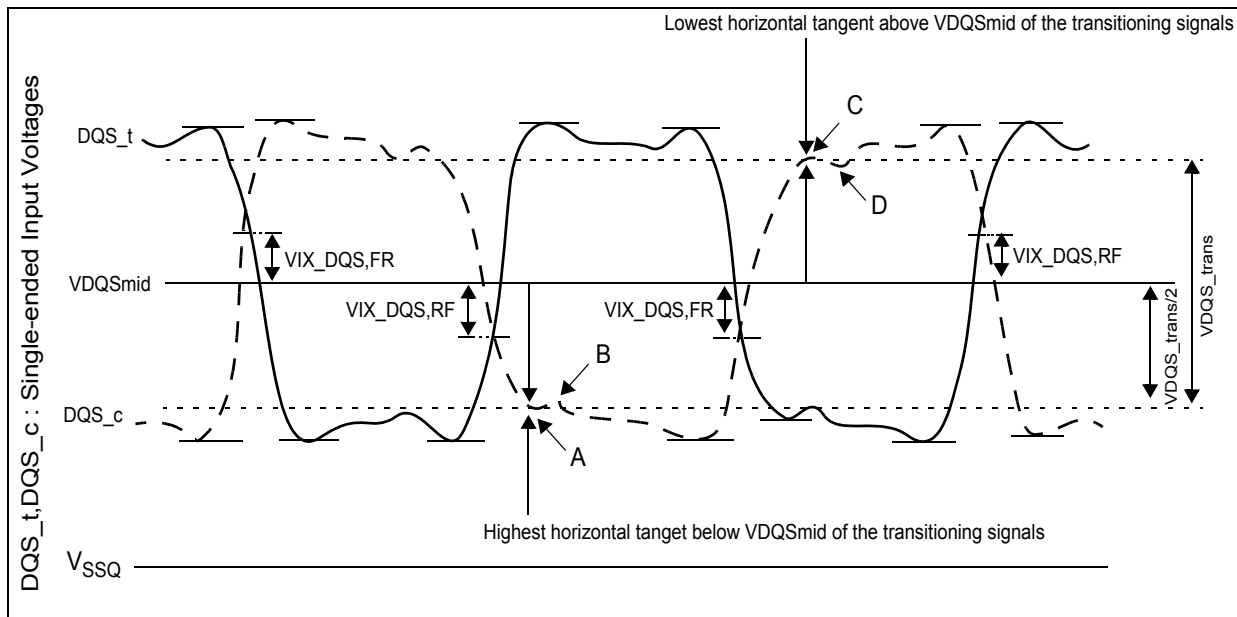 Lowest horizontal tangent above VDQSmid of the transitioning signals
DQS_t,DQS_c : Single-ended Input Voltages
DQS_t
C
D
VIX_DQS,FR
VIX_DQS,RF
VDQSmid
VIX_DQS,RF
VIX_DQS,FR
VDQS_trans/2
VDQS_trans
B
DQS_c
A
Highest horizontal tanget below VDQSmid of the transitioning signals
VSSQ